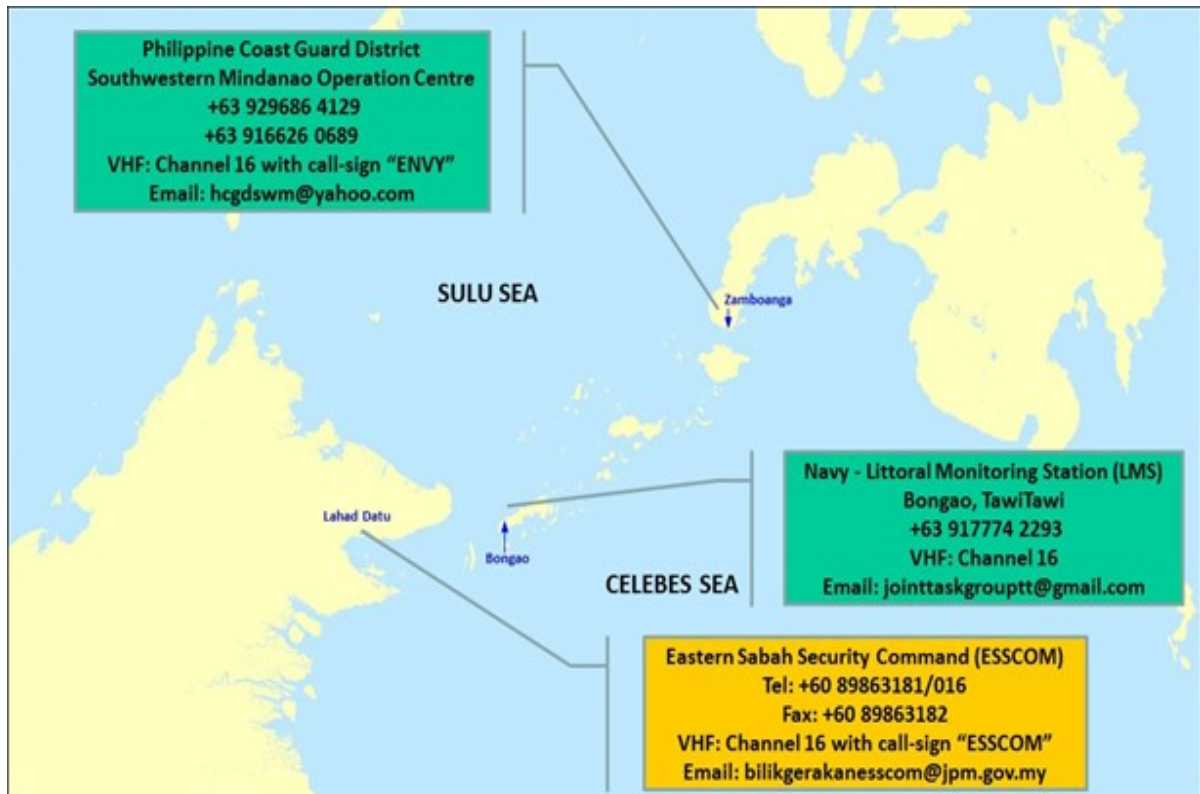 Philippine Coast Guard District
Southwestern Mindanao Operation Centre
+63 929686 4129
+63 916626 0689
VHF: Channel 16 with call-sign “ENVY”
Email: hcgdswm@yahoo.com
SULU SEA
Zamboanga
Navy - Littoral Monitoring Station (LMS)
Bongao, TawiTawi
+63 917774 2293
VHF: Channel 16
Email: jointtaskgrouptt@gmail.com
Lahad Datu
Bongao
CELEBES SEA
Eastern Sabah Security Command (ESSCOM)
Tel: +60 89863181/016
Fax: +60 89863182
VHF: Channel 16 with call-sign “ESSCOM”
Email: bilikgerakanesscom@jpm.gov.my